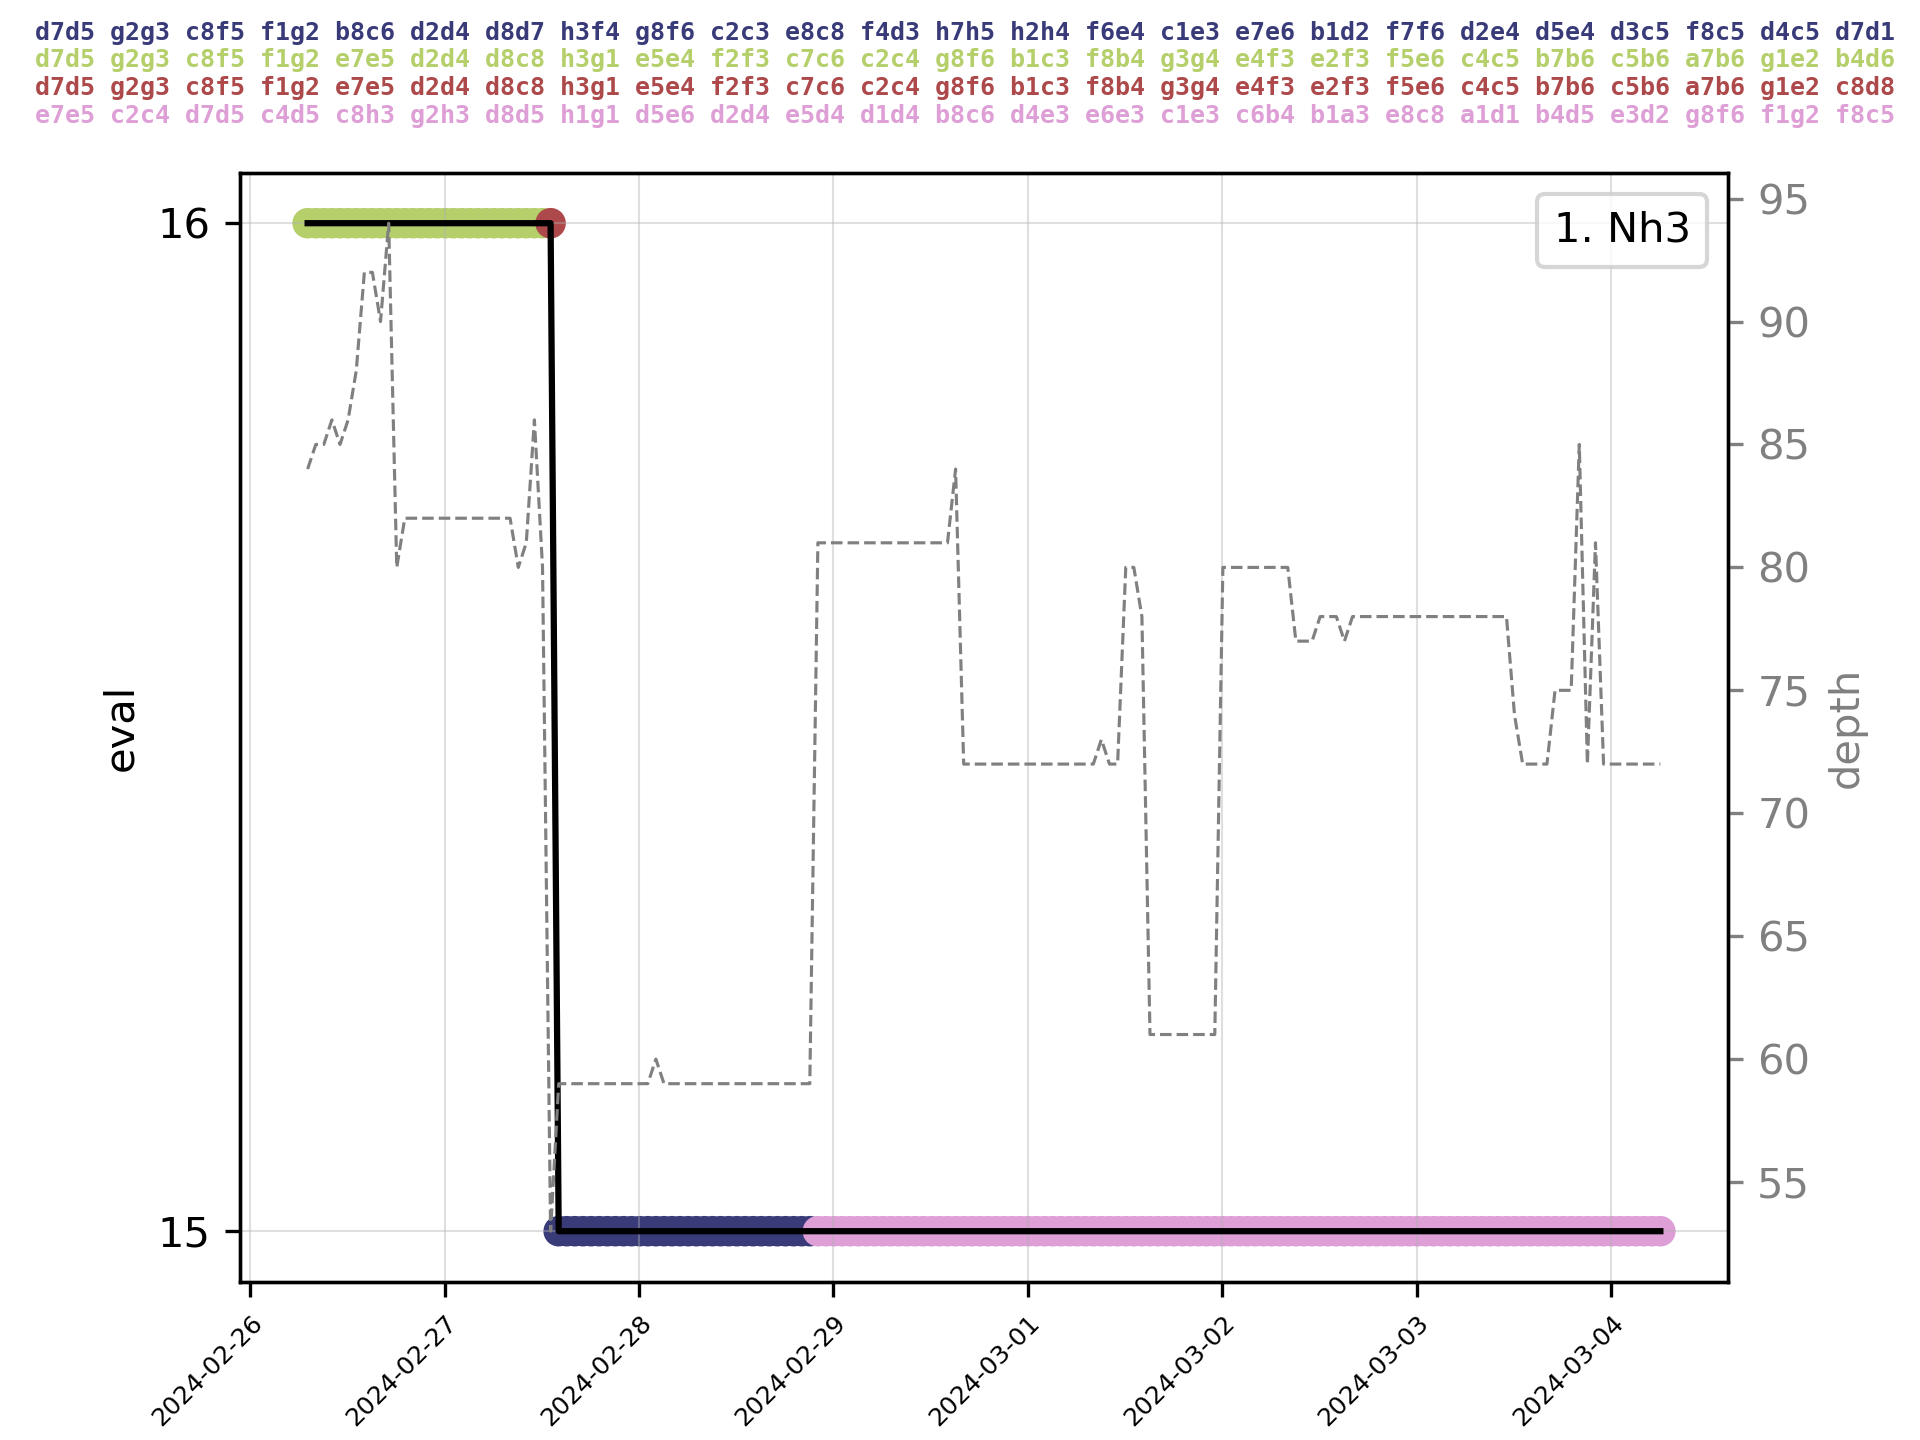 d7d5 g2g3 c8f5 f1g2 b8c6 d2d4 d8d7 h3f4 g8f6 c2c3 e8c8 f4d3 h7h5 h2h4 f6e4 c1e3 e7e6 b1d2 f7f6 d2e4 d5e4 d3c5 f8c5 d4c5 d7d1
d7d5 g2g3 c8f5 f1g2 e7e5 d2d4 d8c8 h3g1 e5e4 f2f3 c7c6 c2c4 g8f6 b1c3 f8b4 g3g4 e4f3 e2f3 f5e6 c4c5 b7b6 c5b6 a7b6 g1e2 b4d6
d7d5 g2g3 c8f5 f1g2 e7e5 d2d4 d8c8 h3g1 e5e4 f2f3 c7c6 c2c4 g8f6 b1c3 f8b4 g3g4 e4f3 e2f3 f5e6 c4c5 b7b6 c5b6 a7b6 g1e2 c8d8
e7e5 c2c4 d7d5 c4d5 c8h3 g2h3 d8d5 h1g1 d5e6 d2d4 e5d4 d1d4 b8c6 d4e3 e6e3 c1e3 c6b4 b1a3 e8c8 a1d1 b4d5 e3d2 g8f6 f1g2 f8c5
1. Nh3
16
15
eval
95
90
85
80
75
70
65
60
55
depth
2024-02-26
2024-02-27
2024-02-28
2024-02-29
2024-03-01
2024-03-02
2024-03-03
2024-03-04